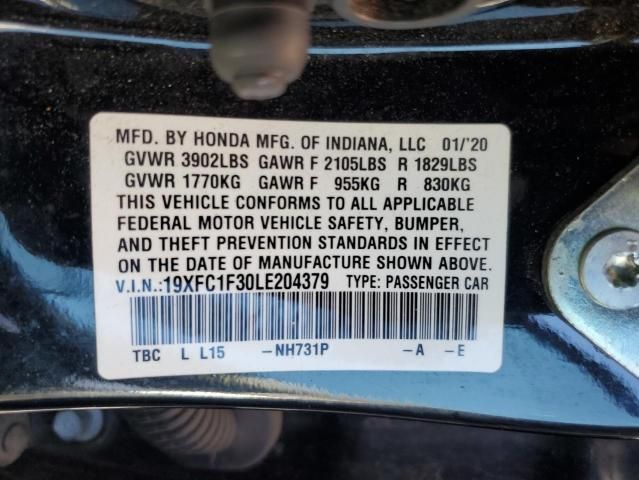 MFD. BY HONDA MFG. OF INDIANA, LLC 01/'20
GVWR 3902LBS GAWR F 2105LBS R 1829LBS
GVWR 1770KG GAWR F 955KG R 830KG
THIS VEHICLE CONFORMS TO ALL APPLICABLE
FEDERAL MOTOR VEHICLE SAFETY, BUMPER,
AND THEFT PREVENTION STANDARDS IN EFFECT
ON THE DATE OF MANUFACTURE SHOWN ABOVE.
V.I.N.:19XFC1F30LE204379 TYPE: PASSENGER CAR
TBC L L15 -NH731P -A -E